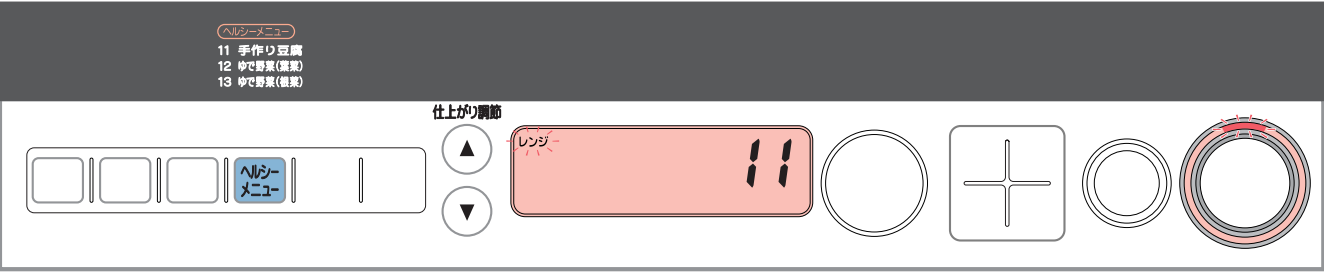 ヘルシーメニュー
11 手作り豆腐
12 ゆで野菜(葉菜)
13 ゆで野菜(根菜)
仕上がり調節
▲
レンジ
11
ヘルシー
メニュー
▼